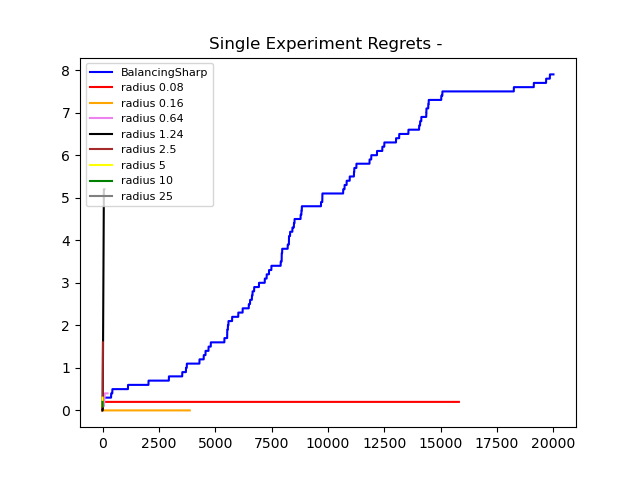 Single Experiment Regrets -
8
7
6
5
4
3
2
1
0
BalancingSharp
radius 0.08
radius 0.16
radius 0.64
radius 1.24
radius 2.5
radius 5
radius 10
radius 25
0 2500 5000 7500 10000 12500 15000 17500 20000